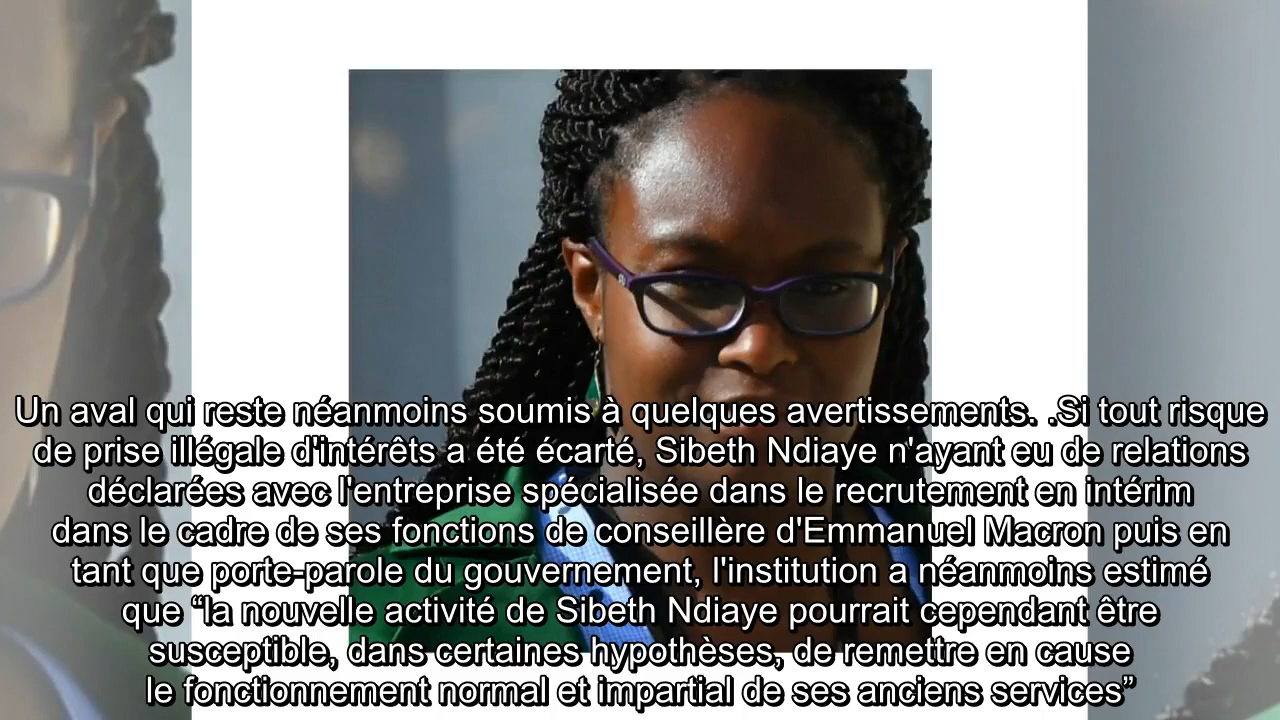 Un aval qui reste néanmoins soumis à quelques avertissements. .Si tout risque
de prise illégale d'intérêts a été écarté, Sibeth Ndiaye n'ayant eu de relations
déclarées avec l'entreprise spécialisée dans le recrutement en intérim
dans le cadre de ses fonctions de conseillère d'Emmanuel Macron puis en
tant que porte-parole du gouvernement, l'institution a néanmoins estimé
que “la nouvelle activité de Sibeth Ndiaye pourrait cependant être
susceptible, dans certaines hypothèses, de remettre en cause
le fonctionnement normal et impartial de ses anciens services”